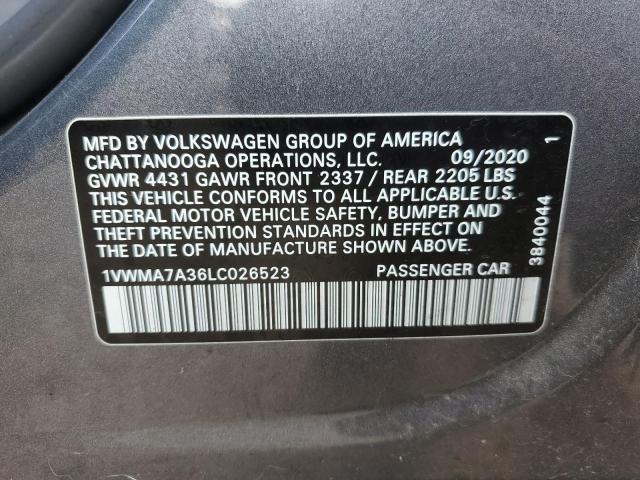 MFD BY VOLKSWAGEN GROUP OF AMERICA
CHATTANOOGA OPERATIONS, LLC. 09/2020
GVWR 4431 GAWR FRONT 2337 / REAR 2205 LBS
THIS VEHICLE CONFORMS TO ALL APPLICABLE U.S.
FEDERAL MOTOR VEHICLE SAFETY, BUMPER AND
THEFT PREVENTION STANDARDS IN EFFECT ON
THE DATE OF MANUFACTURE SHOWN ABOVE.
1VWMA7A36LC026523 PASSENGER CAR
3840044 1